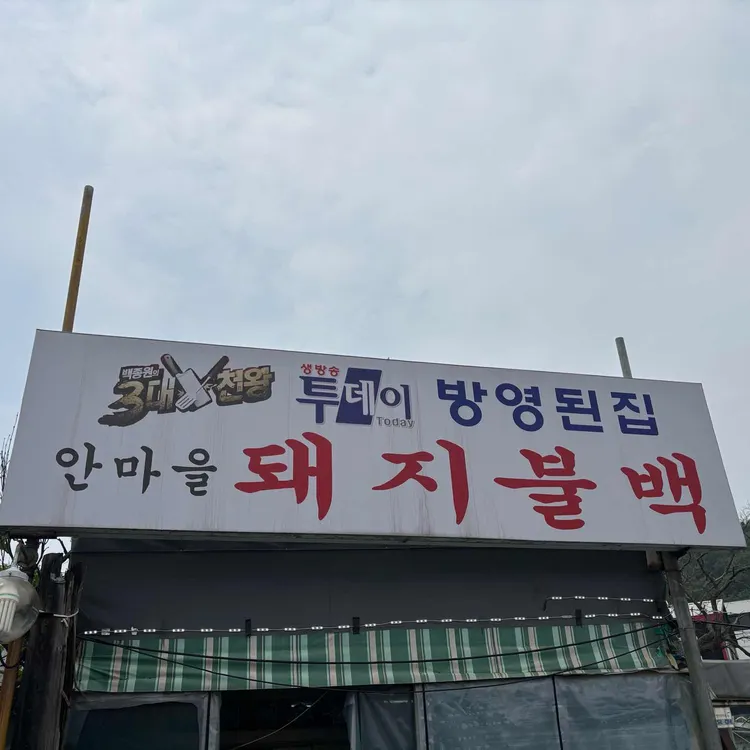 백종원의
3대천왕
생방송
투데이
Today
방영된집
안마을 돼지불백